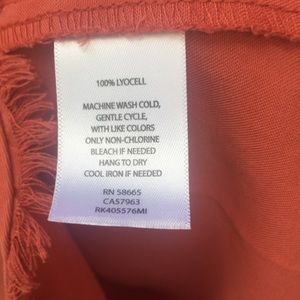 100% LYOCELL
MACHINE WASH COLD,
GENTLE CYCLE,
WITH LIKE COLORS
ONLY NON-CHLORINE
BLEACH IF NEEDED
HANG TO DRY
COOL IRON IF NEEDED
RN 58665
CA57963
RK405576MI